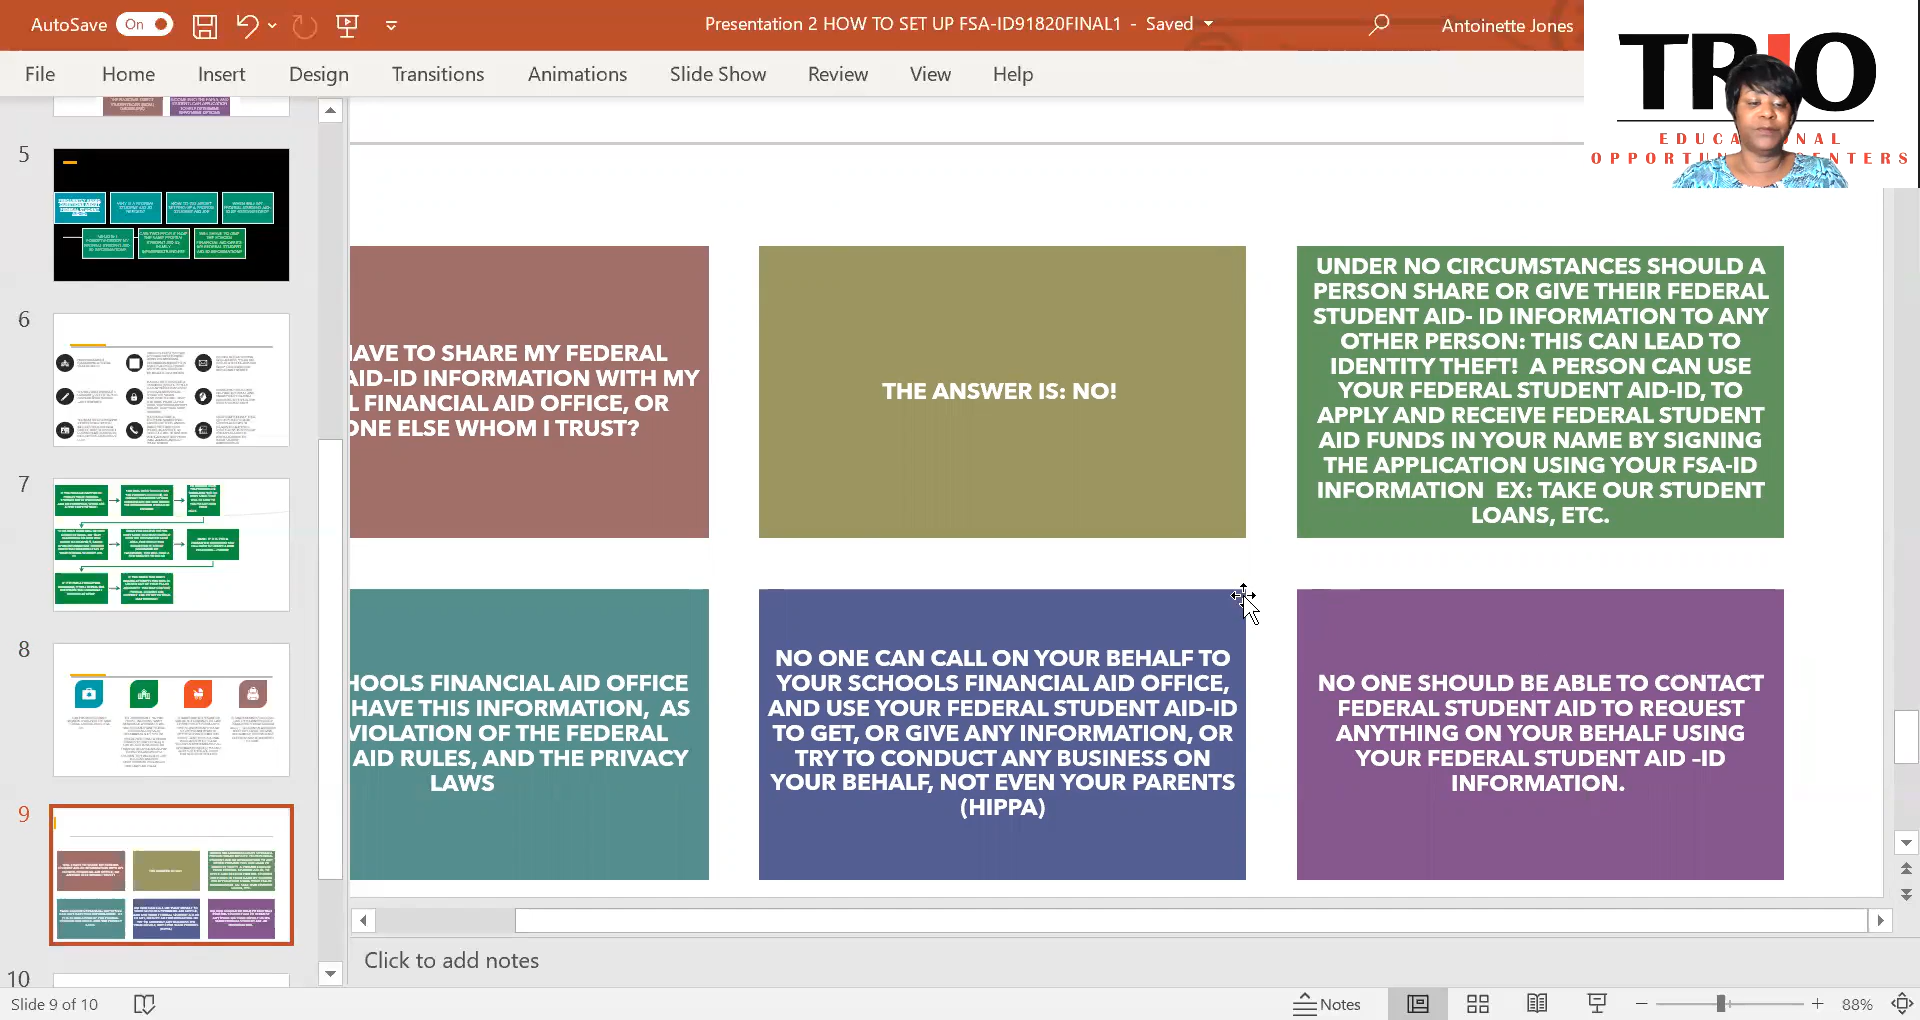 AutoSave On
Presentation 2 HOW TO SET UP FSA-ID91820FINAL1 - Saved
Antoinette Jones
File Home Insert Design Transitions Animations Slide Show Review View Help
TRIO
EDUCA NAL
OPPORTUN ENTERS
5
6
7
8
9
10
HAVE TO SHARE MY FEDERAL
AID-ID INFORMATION WITH MY
L FINANCIAL AID OFFICE, OR
ONE ELSE WHOM I TRUST?
THE ANSWER IS: NO!
UNDER NO CIRCUMSTANCES SHOULD A
PERSON SHARE OR GIVE THEIR FEDERAL
STUDENT AID- ID INFORMATION TO ANY
OTHER PERSON: THIS CAN LEAD TO
IDENTITY THEFT! A PERSON CAN USE
YOUR FEDERAL STUDENT AID-ID, TO
APPLY AND RECEIVE FEDERAL STUDENT
AID FUNDS IN YOUR NAME BY SIGNING
THE APPLICATION USING YOUR FSA-ID
INFORMATION EX: TAKE OUR STUDENT
LOANS, ETC.
HOOLS FINANCIAL AID OFFICE
HAVE THIS INFORMATION, AS
VIOLATION OF THE FEDERAL
AID RULES, AND THE PRIVACY
LAWS
NO ONE CAN CALL ON YOUR BEHALF TO
YOUR SCHOOLS FINANCIAL AID OFFICE,
AND USE YOUR FEDERAL STUDENT AID-ID
TO GET, OR GIVE ANY INFORMATION, OR
TRY TO CONDUCT ANY BUSINESS ON
YOUR BEHALF, NOT EVEN YOUR PARENTS
(HIPPA)
NO ONE SHOULD BE ABLE TO CONTACT
FEDERAL STUDENT AID TO REQUEST
ANYTHING ON YOUR BEHALF USING
YOUR FEDERAL STUDENT AID –ID
INFORMATION.
Click to add notes
Slide 9 of 10
Notes
88%